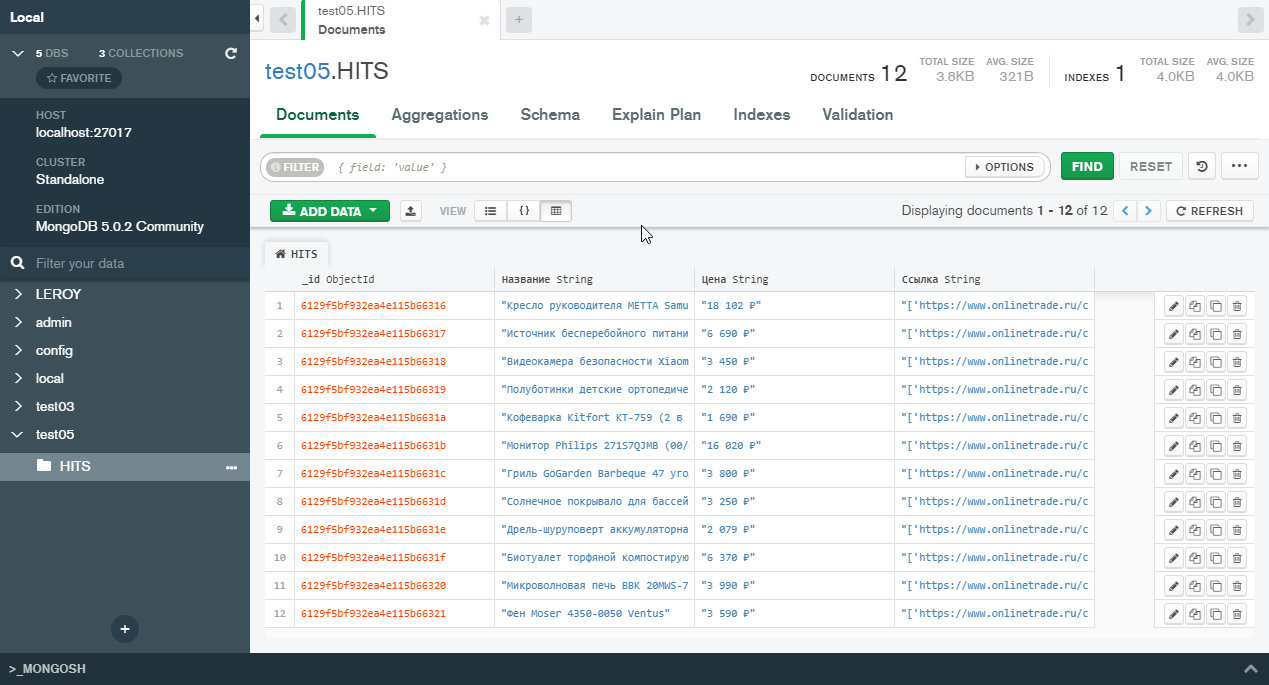 Local
5 DBS 3 COLLECTIONS
FAVORITE
HOST
localhost:27017
CLUSTER
Standalone
EDITION
MongoDB 5.0.2 Community
Filter your data
LEROY
admin
config
local
test03
test05
HITS
test05.HITS
Documents
test05.HITS
DOCUMENTS 12 TOTAL SIZE 3.8KB AVG. SIZE 321B INDEXES 1 TOTAL SIZE 4.0KB AVG. SIZE 4.0KB
Documents Aggregations Schema Explain Plan Indexes Validation
FILTER { field: 'value' } OPTIONS FIND RESET
ADD DATA VIEW Displaying documents 1 - 12 of 12 REFRESH
HITS
_id ObjectId Название String Цена String Ссылка String
1 6129f5bf932ea4e115b66316 "Кресло руководителя METTA Samu "18 102 ₽" "['https://www.onlinetrade.ru/c
2 6129f5bf932ea4e115b66317 "Источник бесперебойного питани "6 690 ₽" "['https://www.onlinetrade.ru/c
3 6129f5bf932ea4e115b66318 "Видеокамера безопасности Xiaom "3 450 ₽" "['https://www.onlinetrade.ru/c
4 6129f5bf932ea4e115b66319 "Полуботинки детские ортопедиче "2 120 ₽" "['https://www.onlinetrade.ru/c
5 6129f5bf932ea4e115b6631a "Кофеварка Kitfort KT-759 (2 в "1 690 ₽" "['https://www.onlinetrade.ru/c
6 6129f5bf932ea4e115b6631b "Монитор Philips 271S7QJMB (00/ "16 020 ₽" "['https://www.onlinetrade.ru/c
7 6129f5bf932ea4e115b6631c "Гриль GoGarden Barbeque 47 уго "3 800 ₽" "['https://www.onlinetrade.ru/c
8 6129f5bf932ea4e115b6631d "Солнечное покрывало для бассей "3 250 ₽" "['https://www.onlinetrade.ru/c
9 6129f5bf932ea4e115b6631e "Дрель-шуруповерт аккумуляторна "2 079 ₽" "['https://www.onlinetrade.ru/c
10 6129f5bf932ea4e115b6631f "Биотуалет торфяной компостирую "6 370 ₽" "['https://www.onlinetrade.ru/c
11 6129f5bf932ea4e115b66320 "Микроволновая печь BBK 20MWS-7 "3 990 ₽" "['https://www.onlinetrade.ru/c
12 6129f5bf932ea4e115b66321 "Фен Moser 4350-0050 Ventus" "3 590 ₽" "['https://www.onlinetrade.ru/c
>_MONGOSH